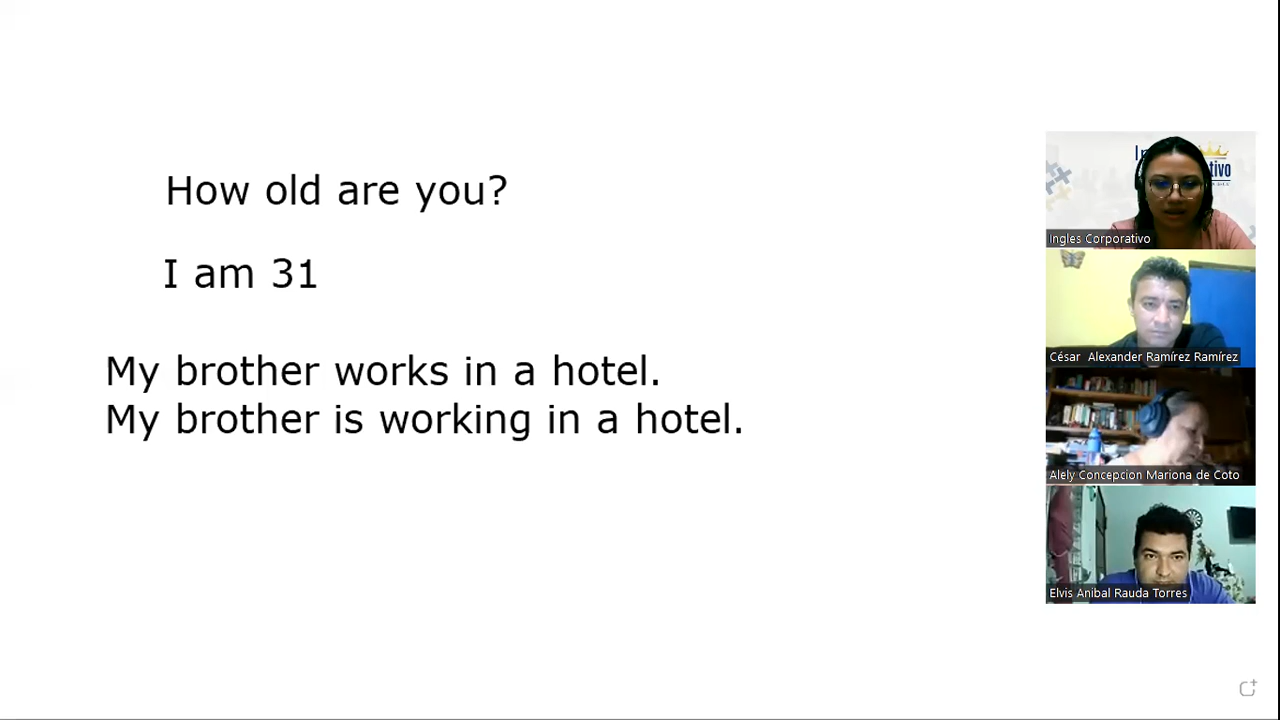 How old are you?
I am 31
My brother works in a hotel.
My brother is working in a hotel.
Ingles Corporativo
César Alexander Ramírez Ramírez
Alely Concepcion Mariona de Coto
Elvis Anibal Rauda Torres